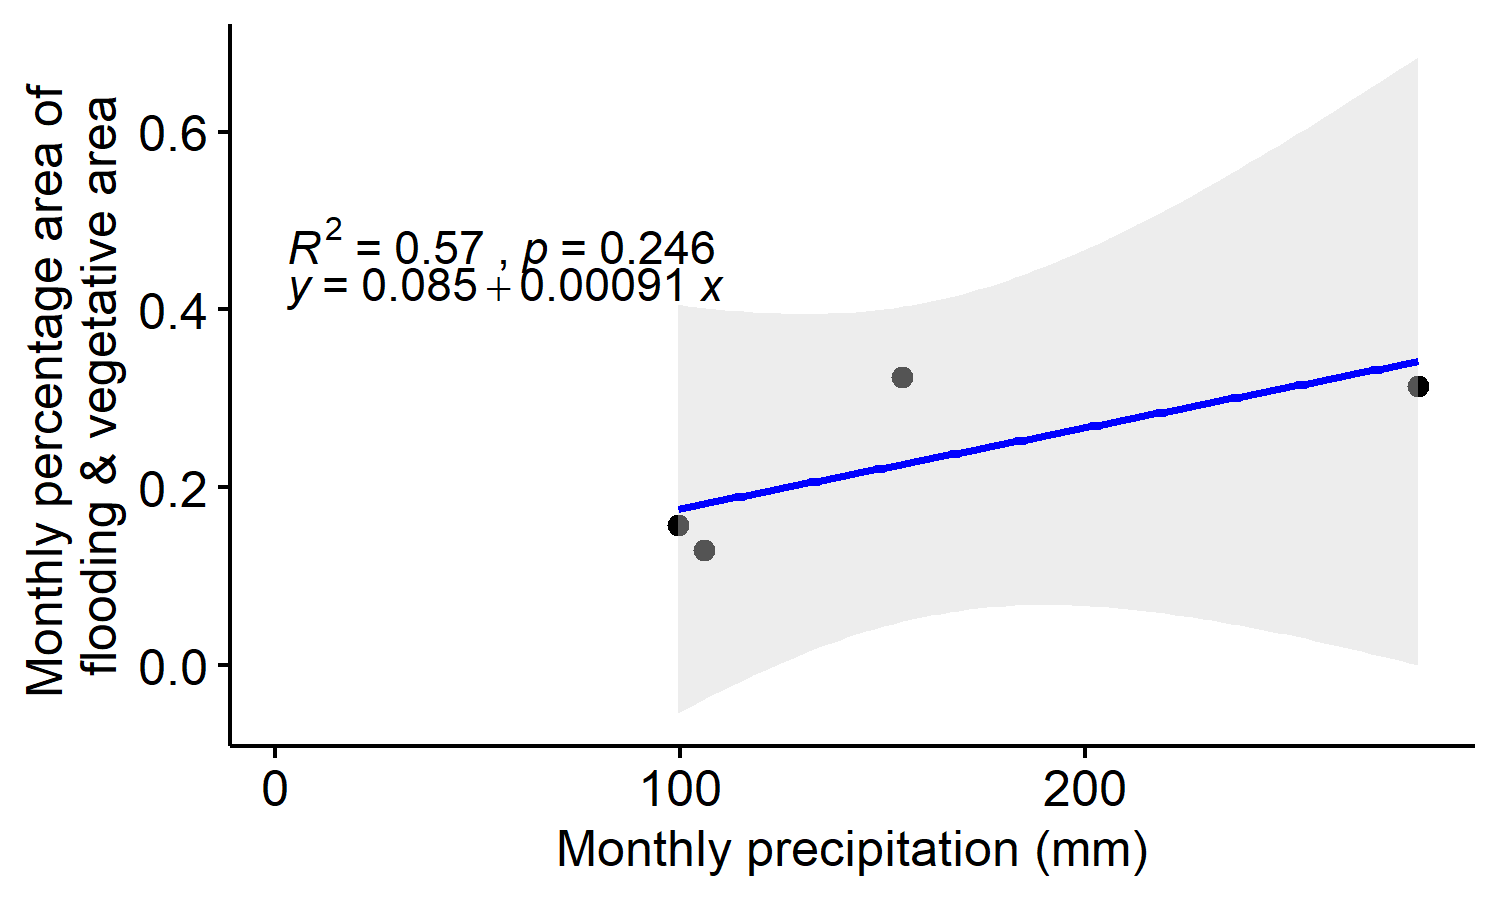 Monthly percentage area of
flooding & vegetative area
0.6
0.4
0.2
0.0
R² = 0.57 , p = 0.246
y = 0.085 + 0.00091 x
0 100 200
Monthly precipitation (mm)